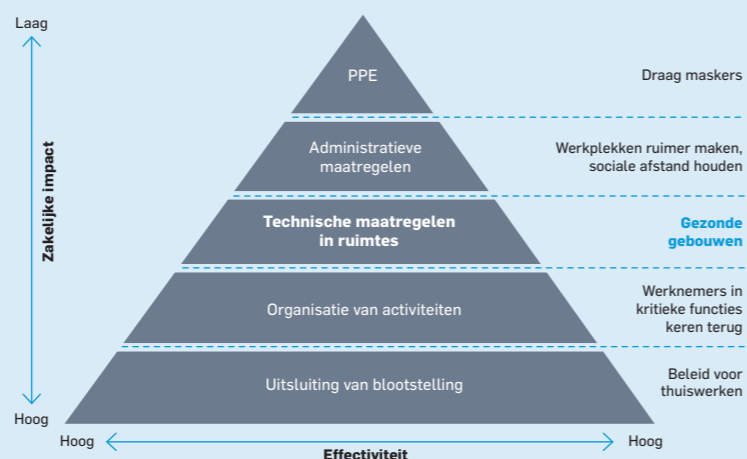 Laag
PPE
Draag maskers
Administratieve
maatregelen
Werkplekken ruimer maken,
sociale afstand houden
Zakelijke impact
Technische maatregelen
in ruimtes
Gezonde
gebouwen
Organisatie van activiteiten
Werknemers in
kritieke functies
keren terug
Uitsluiting van blootstelling
Beleid voor
thuiswerken
Hoog
Hoog
Hoog
Effectiviteit